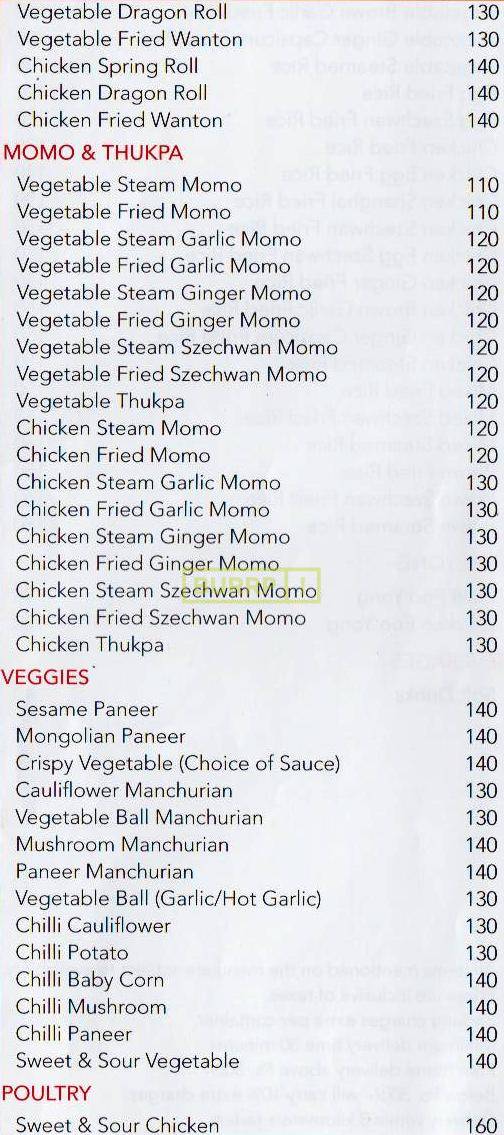 Vegetable Dragon Roll 130
Vegetable Fried Wanton 130
Chicken Spring Roll 140
Chicken Dragon Roll 140
Chicken Fried Wanton 140
MOMO & THUKPA
Vegetable Steam Momo 110
Vegetable Fried Momo 110
Vegetable Steam Garlic Momo 120
Vegetable Fried Garlic Momo 120
Vegetable Steam Ginger Momo 120
Vegetable Fried Ginger Momo 120
Vegetable Steam Szechwan Momo 120
Vegetable Fried Szechwan Momo 120
Vegetable Thukpa 120
Chicken Steam Momo 120
Chicken Fried Momo 120
Chicken Steam Garlic Momo 130
Chicken Fried Garlic Momo 130
Chicken Steam Ginger Momo 130
Chicken Fried Ginger Momo 130
Chicken Steam Szechwan Momo 130
Chicken Fried Szechwan Momo 130
Chicken Thukpa 130
VEGGIES
Sesame Paneer 140
Mongolian Paneer 140
Crispy Vegetable (Choice of Sauce) 140
Cauliflower Manchurian 130
Vegetable Ball Manchurian 130
Mushroom Manchurian 140
Paneer Manchurian 140
Vegetable Ball (Garlic/Hot Garlic) 130
Chilli Cauliflower 130
Chilli Potato 130
Chilli Baby Corn 140
Chilli Mushroom 140
Chilli Paneer 140
Sweet & Sour Vegetable 140
POULTRY
Sweet & Sour Chicken 160